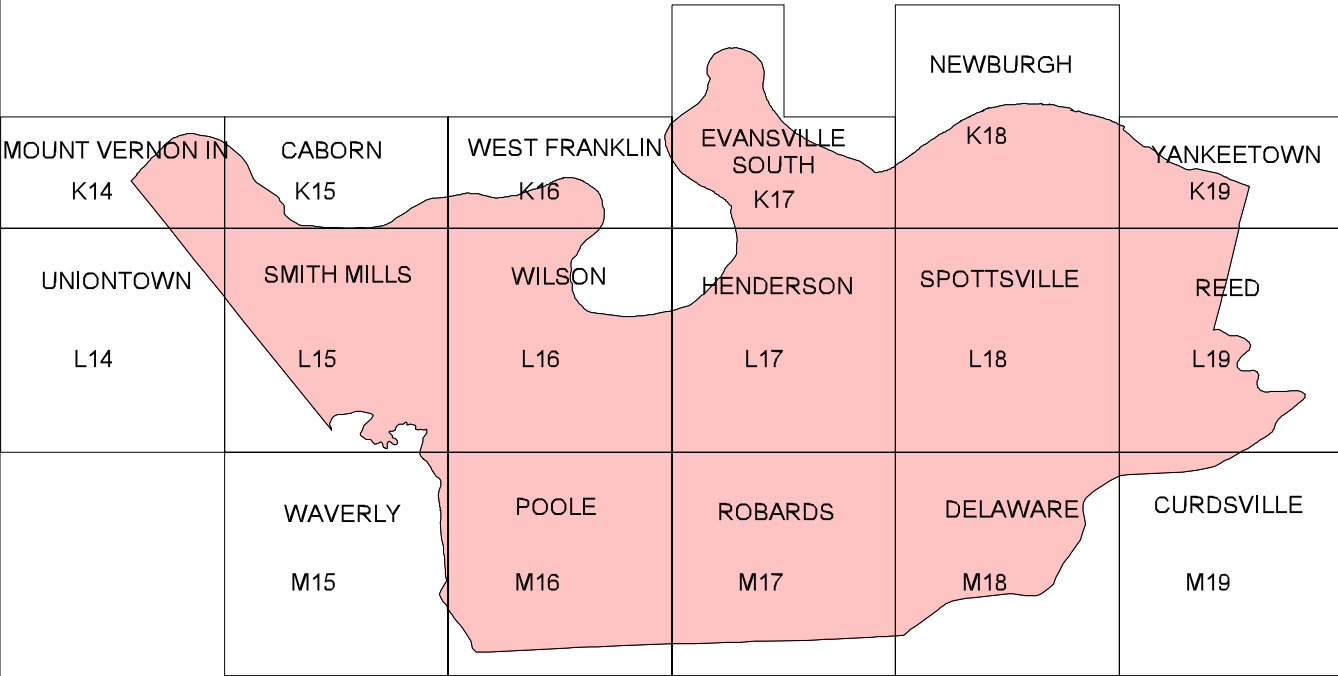 NEWBURGH
K18
MOUNT VERNON IN
K14
CABORN
K15
WEST FRANKLIN
K16
EVANSVILLE
SOUTH
K17
YANKEETOWN
K19
UNIONTOWN
L14
SMITH MILLS
L15
WILSON
L16
HENDERSON
L17
SPOTTSVILLE
L18
REED
L19
WAVERLY
M15
POOLE
M16
ROBARDS
M17
DELAWARE
M18
CURDSVILLE
M19